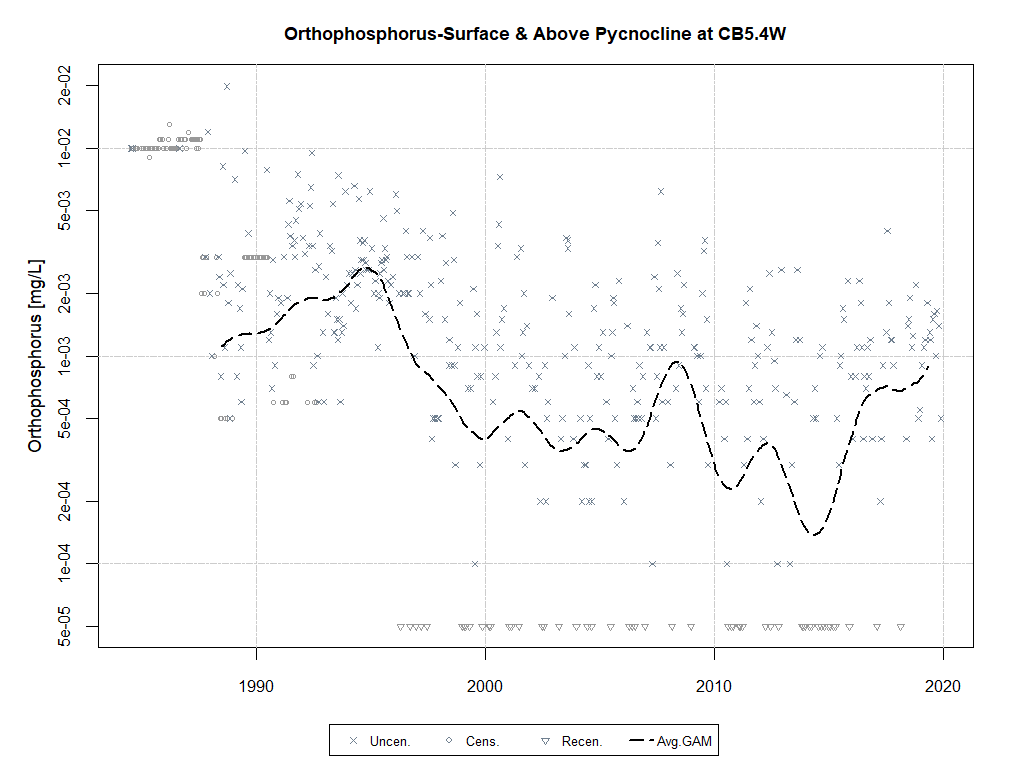 Orthophosphorus-Surface & Above Pycnocline at CB5.4W
Orthophosphorus [mg/L]
2e-02
1e-02
5e-03
2e-03
1e-03
5e-04
2e-04
1e-04
5e-05
1990 2000 2010 2020
Uncen. Cens. Recen. Avg.GAM